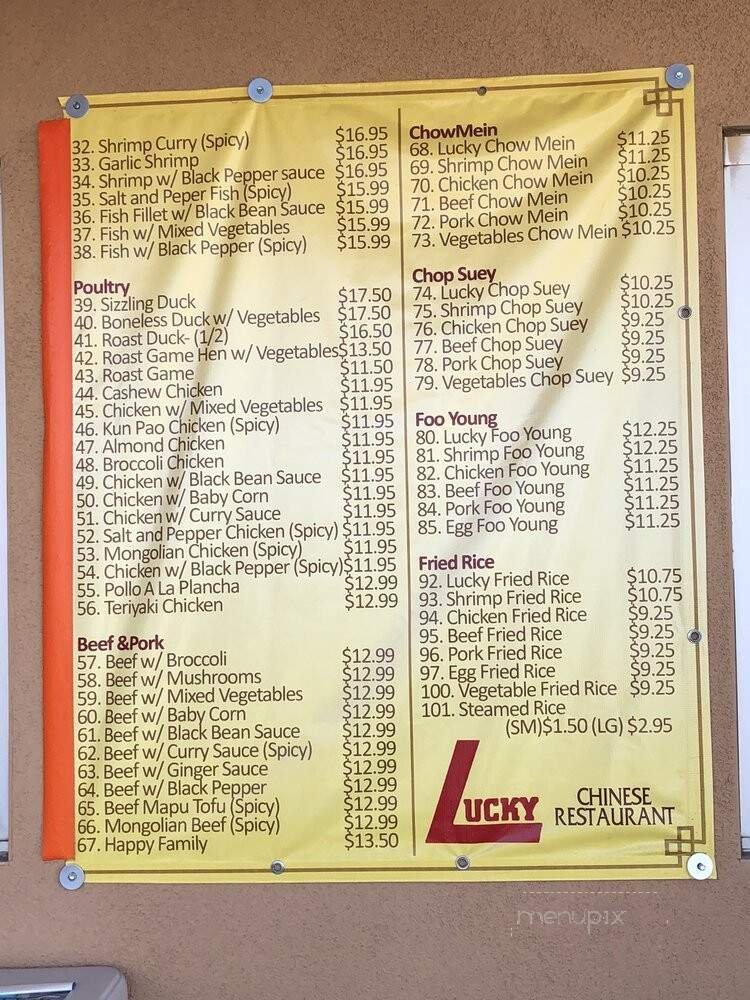 32. Shrimp Curry (Spicy) $16.95
33. Garlic Shrimp $16.95
34. Shrimp w/ Black Pepper sauce $16.95
35. Salt and Peper Fish (Spicy) $15.99
36. Fish Fillet w/ Black Bean Sauce $15.99
37. Fish w/ Mixed Vegetables $15.99
38. Fish w/ Black Pepper (Spicy) $15.99
Poultry
39. Sizzling Duck $17.50
40. Boneless Duck w/ Vegetables $17.50
41. Roast Duck- (1/2) $16.50
42. Roast Game Hen w/ Vegetables $13.50
43. Roast Game $11.50
44. Cashew Chicken $11.95
45. Chicken w/ Mixed Vegetables $11.95
46. Kun Pao Chicken (Spicy) $11.95
47. Almond Chicken $11.95
48. Broccoli Chicken $11.95
49. Chicken w/ Black Bean Sauce $11.95
50. Chicken w/ Baby Corn $11.95
51. Chicken w/ Curry Sauce $11.95
52. Salt and Pepper Chicken (Spicy) $11.95
53. Mongolian Chicken (Spicy) $11.95
54. Chicken w/ Black Pepper (Spicy) $11.95
55. Pollo A La Plancha $12.99
56. Teriyaki Chicken $12.99
Beef &Pork
57. Beef w/ Broccoli $12.99
58. Beef w/ Mushrooms $12.99
59. Beef w/ Mixed Vegetables $12.99
60. Beef w/ Baby Corn $12.99
61. Beef w/ Black Bean Sauce $12.99
62. Beef w/ Curry Sauce (Spicy) $12.99
63. Beef w/ Ginger Sauce $12.99
64. Beef w/ Black Pepper $12.99
65. Beef Mapu Tofu (Spicy) $12.99
66. Mongolian Beef (Spicy) $12.99
67. Happy Family $13.50
ChowMein
68. Lucky Chow Mein $11.25
69. Shrimp Chow Mein $11.25
70. Chicken Chow Mein $10.25
71. Beef Chow Mein $10.25
72. Pork Chow Mein $10.25
73. Vegetables Chow Mein $10.25
Chop Suey
74. Lucky Chop Suey $10.25
75. Shrimp Chop Suey $10.25
76. Chicken Chop Suey $9.25
77. Beef Chop Suey $9.25
78. Pork Chop Suey $9.25
79. Vegetables Chop Suey $9.25
Foo Young
80. Lucky Foo Young $12.25
81. Shrimp Foo Young $12.25
82. Chicken Foo Young $11.25
83. Beef Foo Young $11.25
84. Pork Foo Young $11.25
85. Egg Foo Young $11.25
Fried Rice
92. Lucky Fried Rice $10.75
93. Shrimp Fried Rice $10.75
94. Chicken Fried Rice $9.25
95. Beef Fried Rice $9.25
96. Pork Fried Rice $9.25
97. Egg Fried Rice $9.25
100. Vegetable Fried Rice $9.25
101. Steamed Rice
(SM)$1.50 (LG) $2.95
LUCKY CHINESE
RESTAURANT
menupix